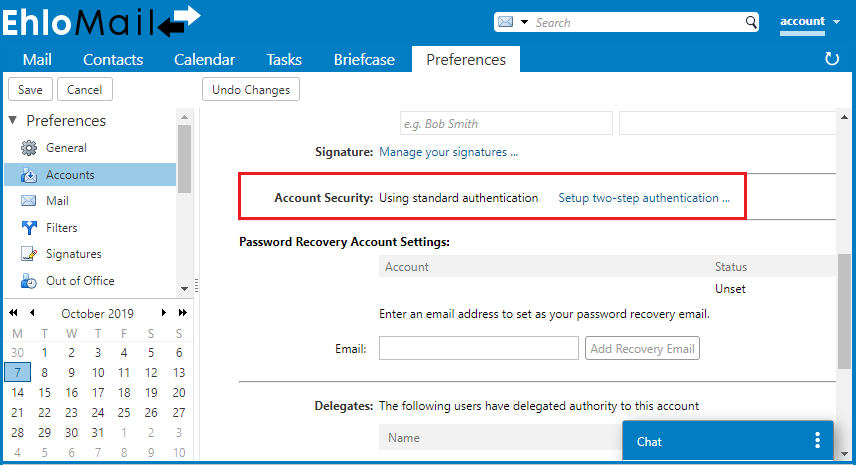 EhloMail
Search
account
Mail Contacts Calendar Tasks Briefcase Preferences
Save Cancel Undo Changes
Preferences
General
Accounts
Mail
Filters
Signatures
Out of Office
October 2019
M T W T F S S
30 1 2 3 4 5 6
7 8 9 10 11 12 13
14 15 16 17 18 19 20
21 22 23 24 25 26 27
28 29 30 31 1 2 3
4 5 6 7 8 9 10
e.g. Bob Smith
Signature: Manage your signatures ...
Account Security: Using standard authentication Setup two-step authentication ...
Password Recovery Account Settings:
Account Status
Unset
Enter an email address to set as your password recovery email.
Email: Add Recovery Email
Delegates: The following users have delegated authority to this account
Name
Chat